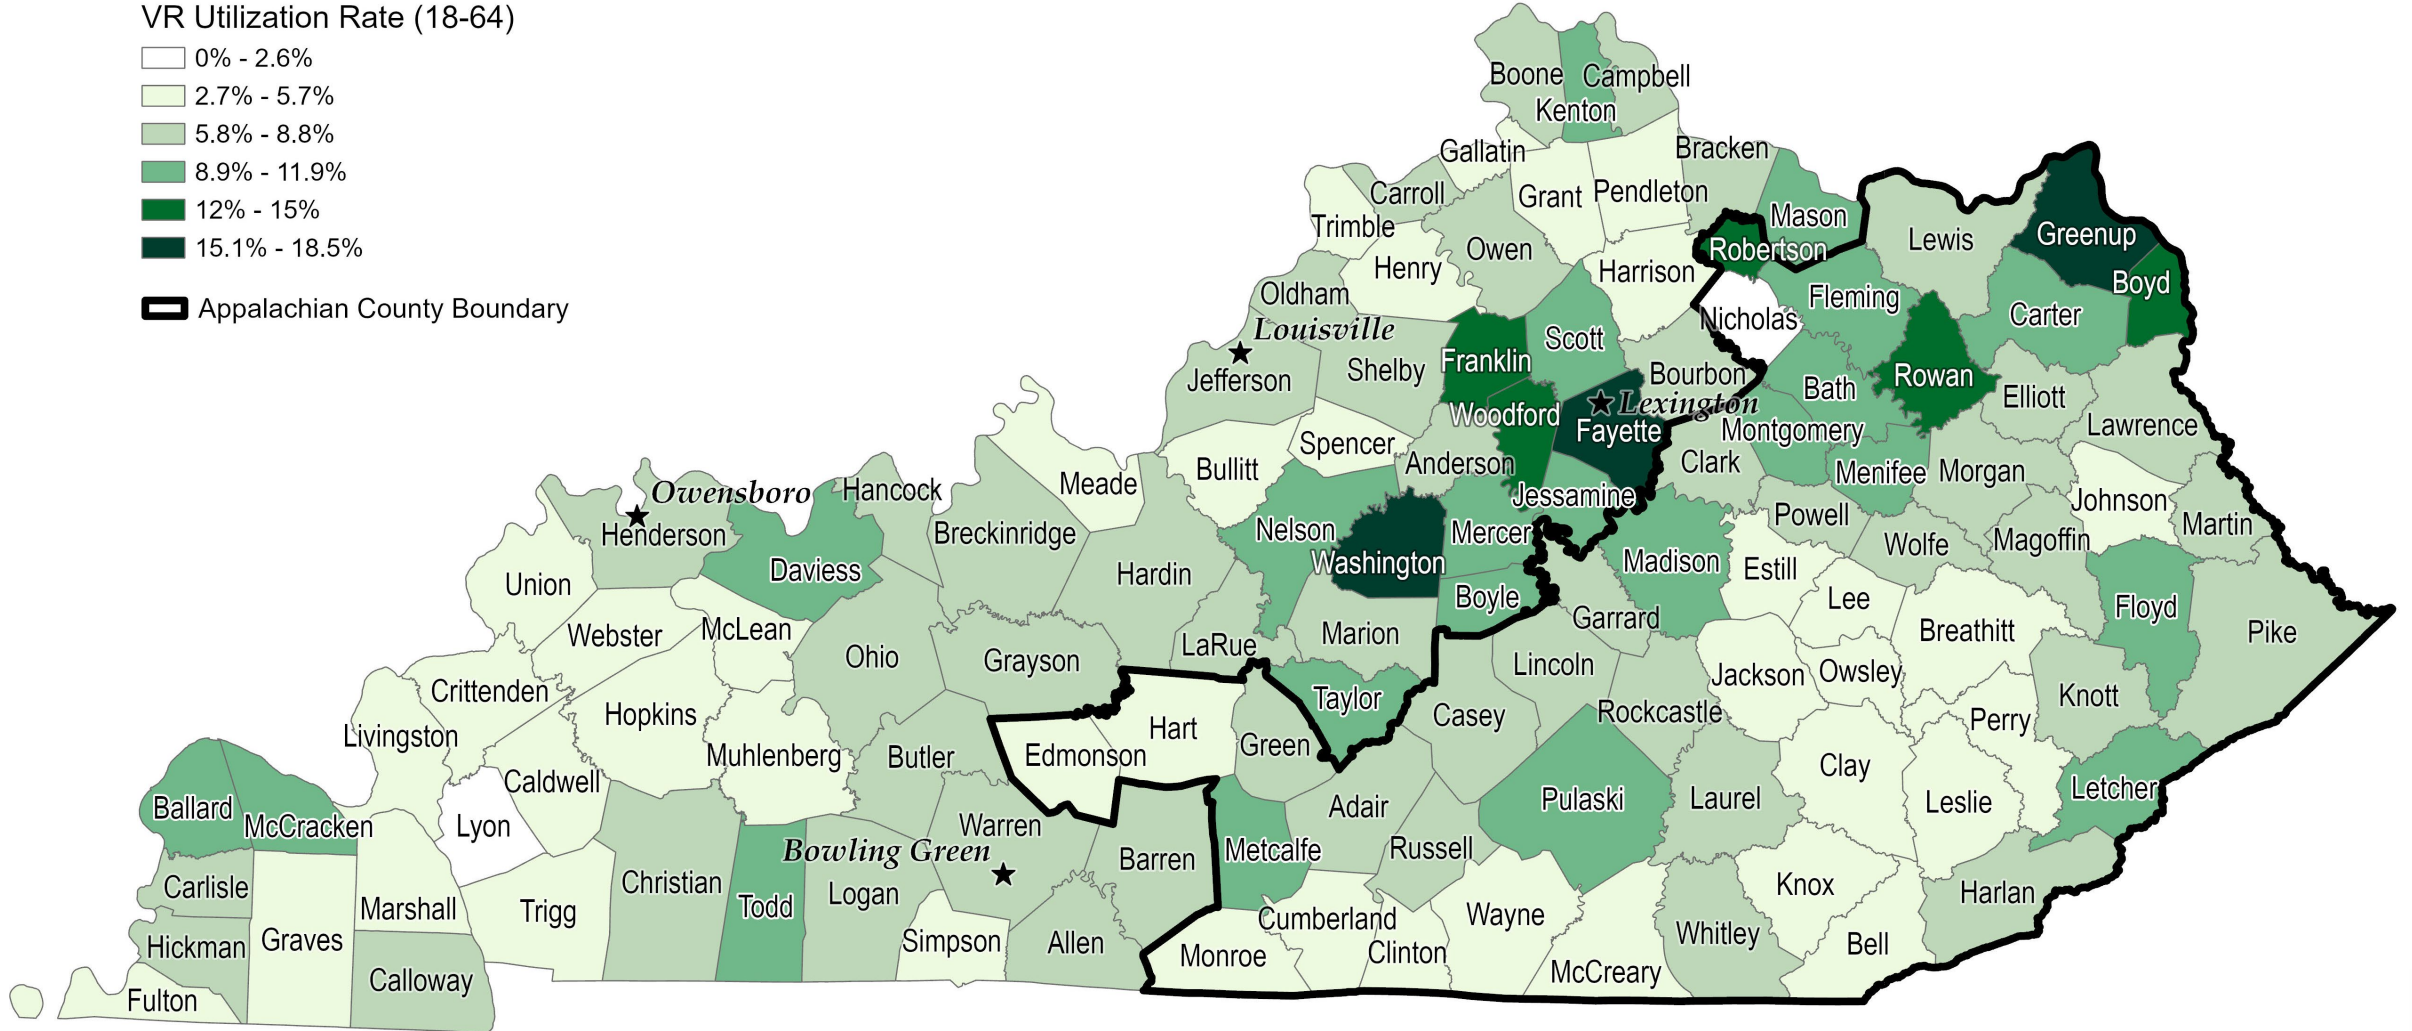 VR Utilization Rate (18-64)
0% - 2.6%
2.7% - 5.7%
5.8% - 8.8%
8.9% - 11.9%
12% - 15%
15.1% - 18.5%
Appalachian County Boundary
Boone
Campbell
Kenton
Gallatin
Bracken
Carroll
Grant
Pendleton
Trimble
Mason
Owen
Robertson
Lewis
Greenup
Henry
Harrison
Boyd
Oldham
Fleming
Nicholas
Carter
Louisville
Scott
Franklin
Shelby
Jefferson
Bourbon
Rowan
Bath
Elliott
Lexington
Woodford
Fayette
Montgomery
Lawrence
Spencer
Anderson
Clark
Bullitt
Menifee
Morgan
Meade
Jessamine
Johnson
Owensboro
Hancock
Powell
Martin
Henderson
Breckinridge
Nelson
Mercer
Wolfe
Magoffin
Washington
Madison
Estill
Daviess
Hardin
Union
Boyle
Lee
Floyd
Garrard
McLean
Webster
Marion
Breathitt
Pike
LaRue
Ohio
Grayson
Lincoln
Jackson
Owsley
Crittenden
Taylor
Knott
Hopkins
Casey
Rockcastle
Perry
Livingston
Hart
Green
Muhlenberg
Butler
Edmonson
Clay
Caldwell
Letcher
Ballard
Adair
Pulaski
Laurel
Leslie
McCracken
Lyon
Warren
Bowling Green
Barren
Metcalfe
Russell
Carlisle
Christian
Logan
Knox
Harlan
Todd
Marshall
Trigg
Cumberland
Wayne
Whitley
Hickman
Graves
Simpson
Allen
Bell
Monroe
Clinton
McCreary
Calloway
Fulton